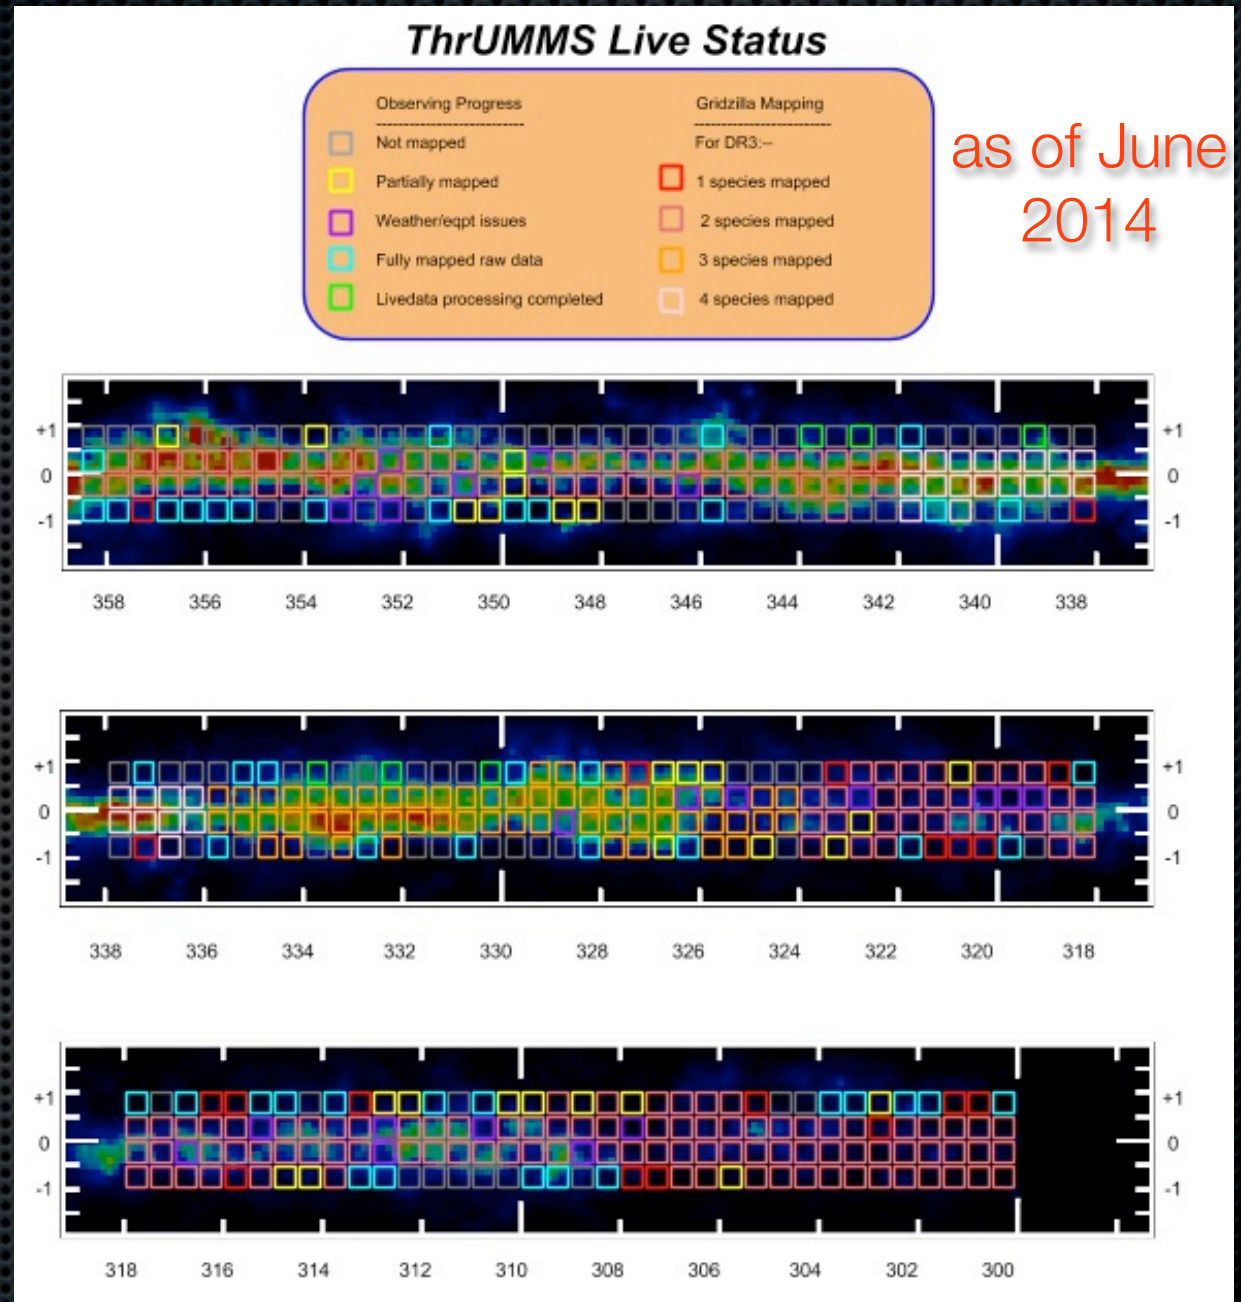 ThrUMMS Live Status
Observing Progress
-------------------------
Not mapped
Partially mapped
Weather/eqpt issues
Fully mapped raw data
Livedata processing completed
Gridzilla Mapping
-----------------------
For DR3:--
1 species mapped
2 species mapped
3 species mapped
4 species mapped
as of June
2014
+1 +1
0 0
-1 -1
358 356 354 352 350 348 346 344 342 340 338
+1 +1
0 0
-1 -1
338 336 334 332 330 328 326 324 322 320 318
+1 +1
0 0
-1 -1
318 316 314 312 310 308 306 304 302 300